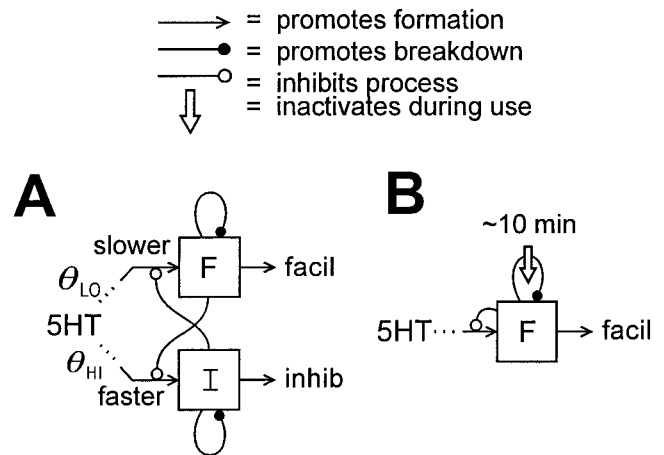 = promotes formation
= promotes breakdown
= inhibits process
= inactivates during use
A
slower
F
facil
θLO
5HT
θHI
faster
I
inhib
B
~10 min
5HT
F
facil